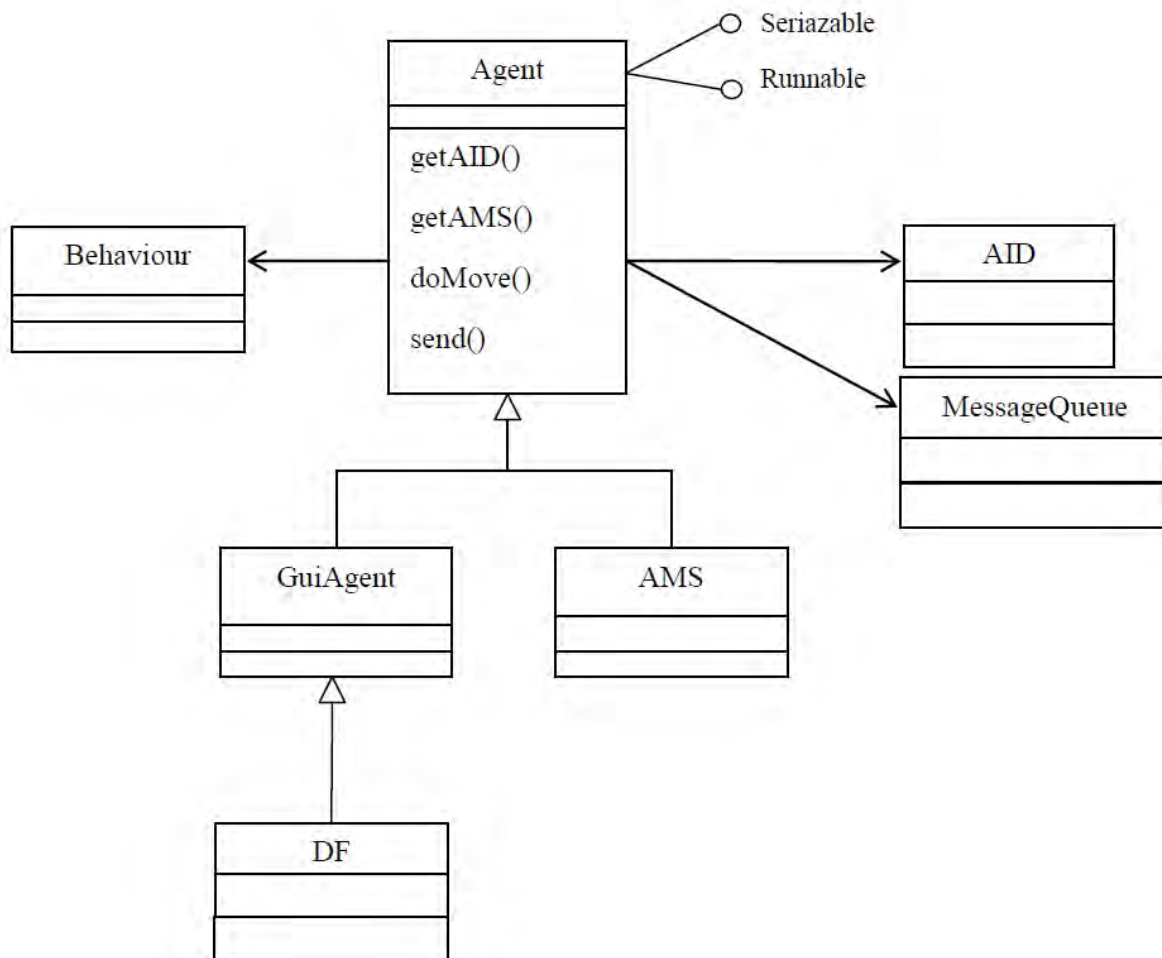 Seriazable
Agent
Runnable
getAID()
getAMS()
Behaviour
AID
doMove()
send()
MessageQueue
GuiAgent
AMS
DF